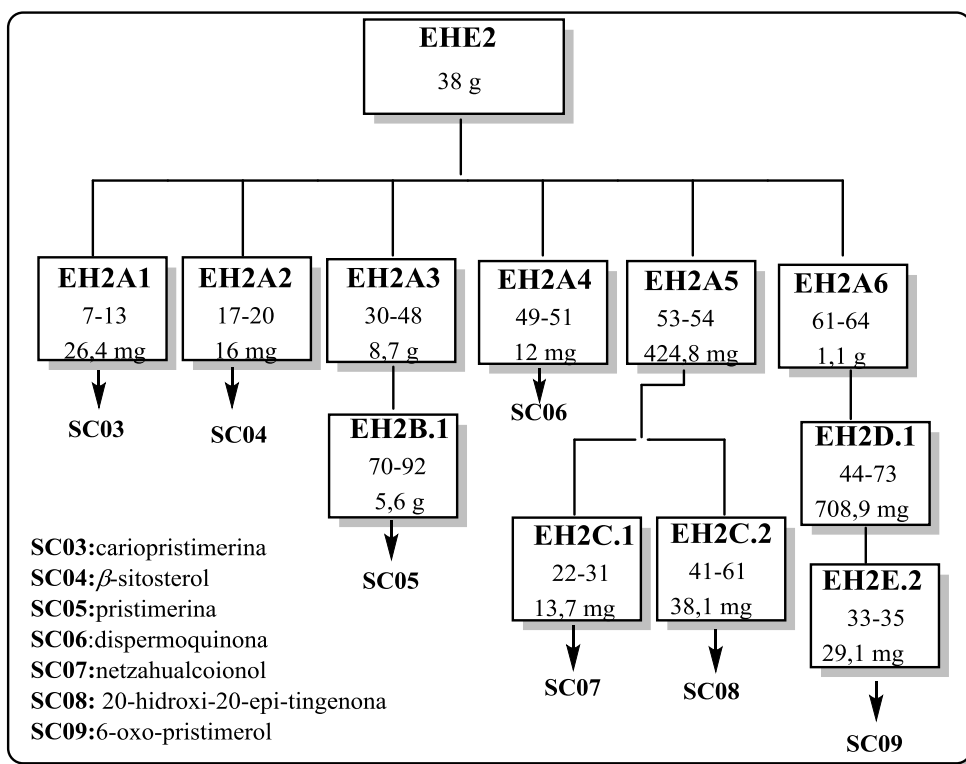 EHE2
38 g
EH2A1
7-13
26,4 mg
SC03
EH2A2
17-20
16 mg
SC04
EH2A3
30-48
8,7 g
EH2B.1
70-92
5,6 g
SC05
EH2A4
49-51
12 mg
SC06
EH2A5
53-54
424,8 mg
EH2C.1
22-31
13,7 mg
SC07
EH2C.2
41-61
38,1 mg
SC08
EH2A6
61-64
1,1 g
EH2D.1
44-73
708,9 mg
EH2E.2
33-35
29,1 mg
SC09
SC03:cariopristimerina
SC04:β-sitosterol
SC05:pristimerina
SC06:dispermoquinona
SC07:netzahualcoionol
SC08: 20-hidroxi-20-epi-tingenona
SC09:6-oxo-pristimerol